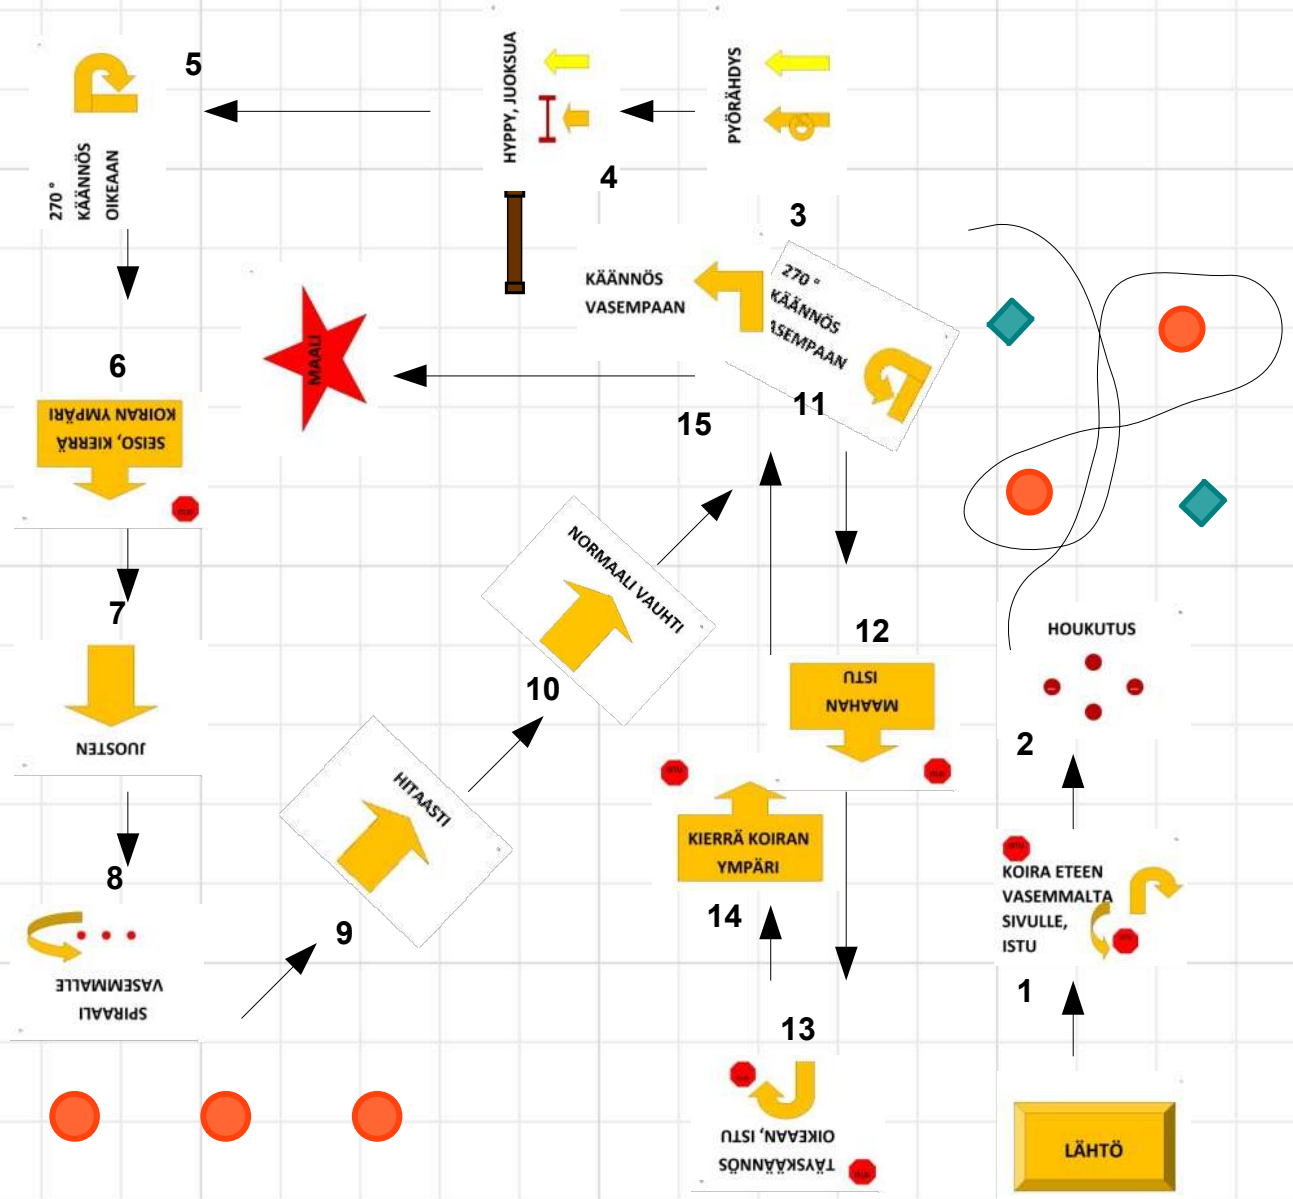 LÄHTÖ
1
KOIRA ETEEN
VASEMMALTA
SIVULLE,
ISTU
2
HOUKUTUS
3
PYÖRÄHDYS
4
HYPPY, JUOKSUA
5
270 °
KÄÄNNÖS
OIKEAAN
6
SEISO, KIERRÄ
KOIRAN YMPÄRI
7
JUOSTEN
8
SPIRAALI
VASEMMALLE
9
HITAASTI
10
NORMAALI VAUHTI
11
270 °
KÄÄNNÖS
ASEMPAAN
12
MAAHAN
ISTU
13
TÄYSKÄÄNNÖS
OIKEAAN, ISTU
14
KIERRÄ KOIRAN
YMPÄRI
15
KÄÄNNÖS
VASEMPAAN
MAALI